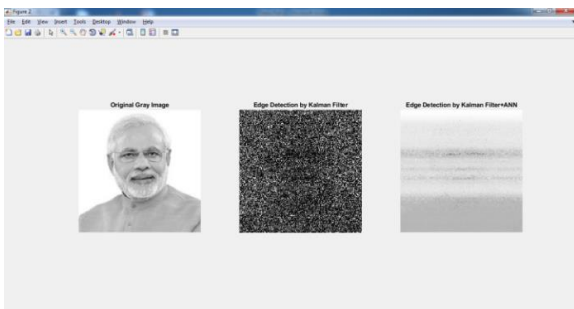 Figure 2
File Edit View Insert Tools Desktop Window Help
Original Gray Image
Edge Detection by Kalman Filter
Edge Detection by Kalman Filter+ANN